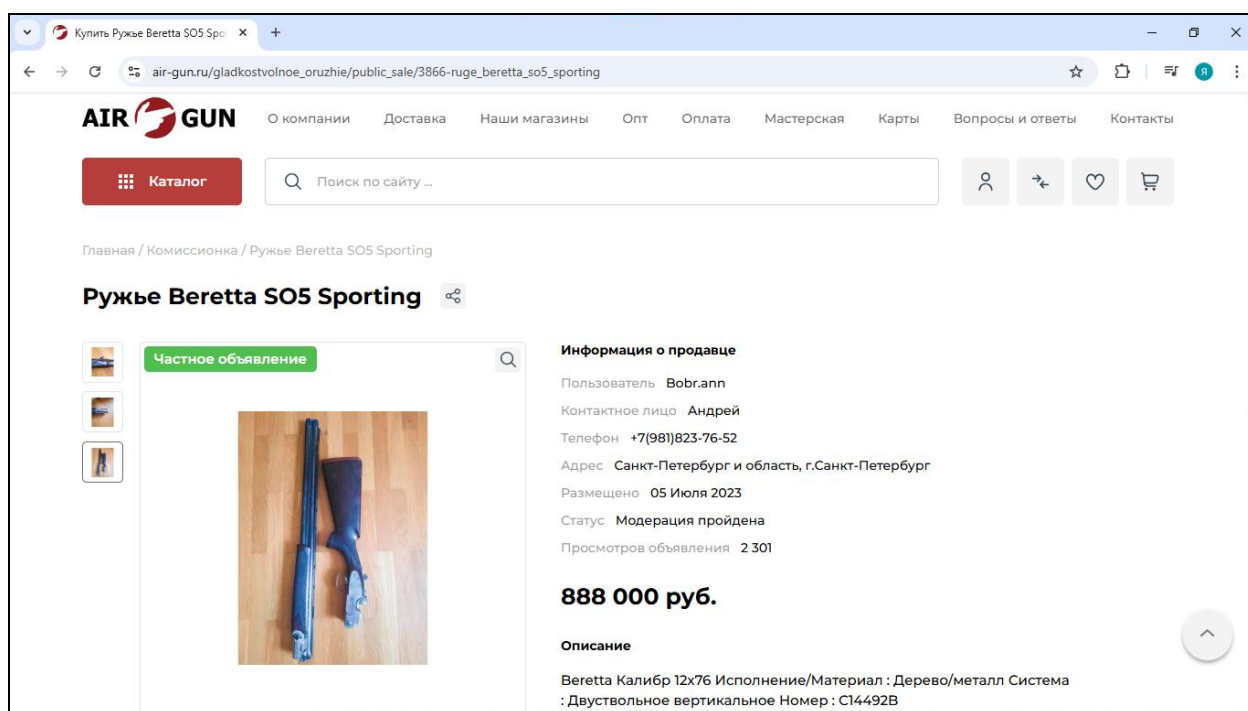 Купить Ружье Beretta SO5 Spo
air-gun.ru/gladkostvolnoe_oruzhie/public_sale/3866-ruge_beretta_so5_sporting
Я
AIR GUN
О компании Доставка Наши магазины Опт Оплата Мастерская Карты Вопросы и ответы Контакты
Каталог
Поиск по сайту ...
Главная / Комиссионка / Ружье Beretta SO5 Sporting
Ружье Beretta SO5 Sporting
Частное объявление
Информация о продавце
Пользователь Bobr.ann
Контактное лицо Андрей
Телефон +7(981)823-76-52
Адрес Санкт-Петербург и область, г.Санкт-Петербург
Размещено 05 Июля 2023
Статус Модерация пройдена
Просмотров объявления 2 301
888 000 руб.
Описание
Beretta Калибр 12х76 Исполнение/Материал : Дерево/металл Система
: Двуствольное вертикальное Номер : C14492B